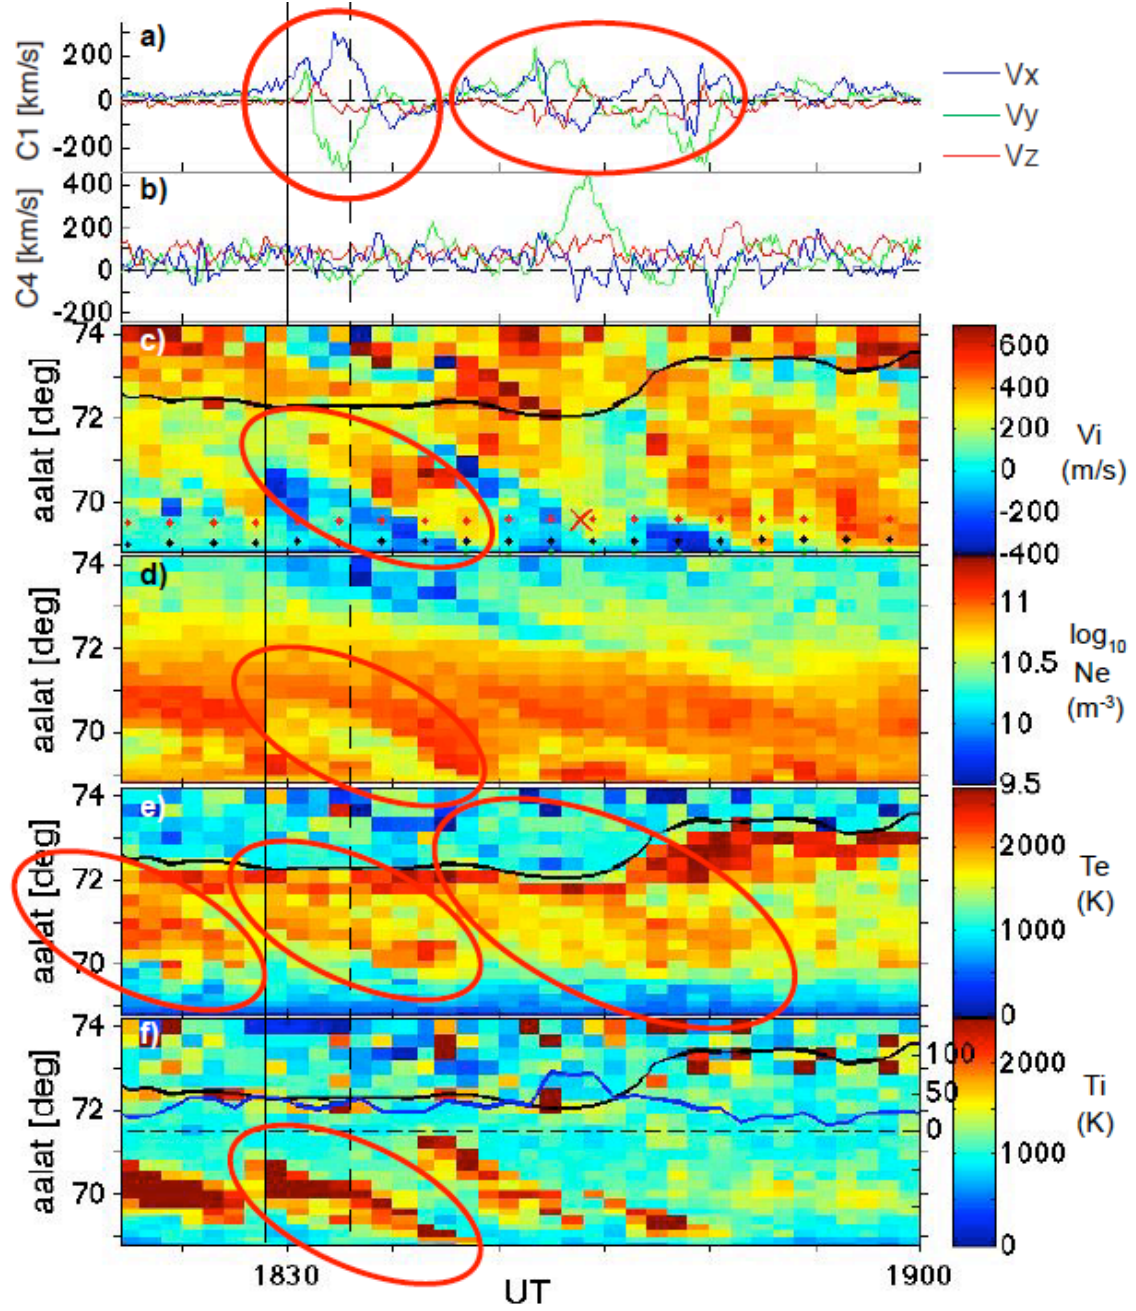 a)
C1 [km/s]
200
0
-200
Vx
Vy
Vz
b)
C4 [km/s]
400
200
0
-200
c)
aalat [deg]
74
72
70
600
400
200
0
-200
-400
Vi
(m/s)
d)
aalat [deg]
74
72
70
11
10.5
10
9.5
log10
Ne
(m-3)
e)
aalat [deg]
74
72
70
2000
1000
0
Te
(K)
f)
aalat [deg]
74
72
70
100
50
0
2000
1000
0
Ti
(K)
1830
UT
1900